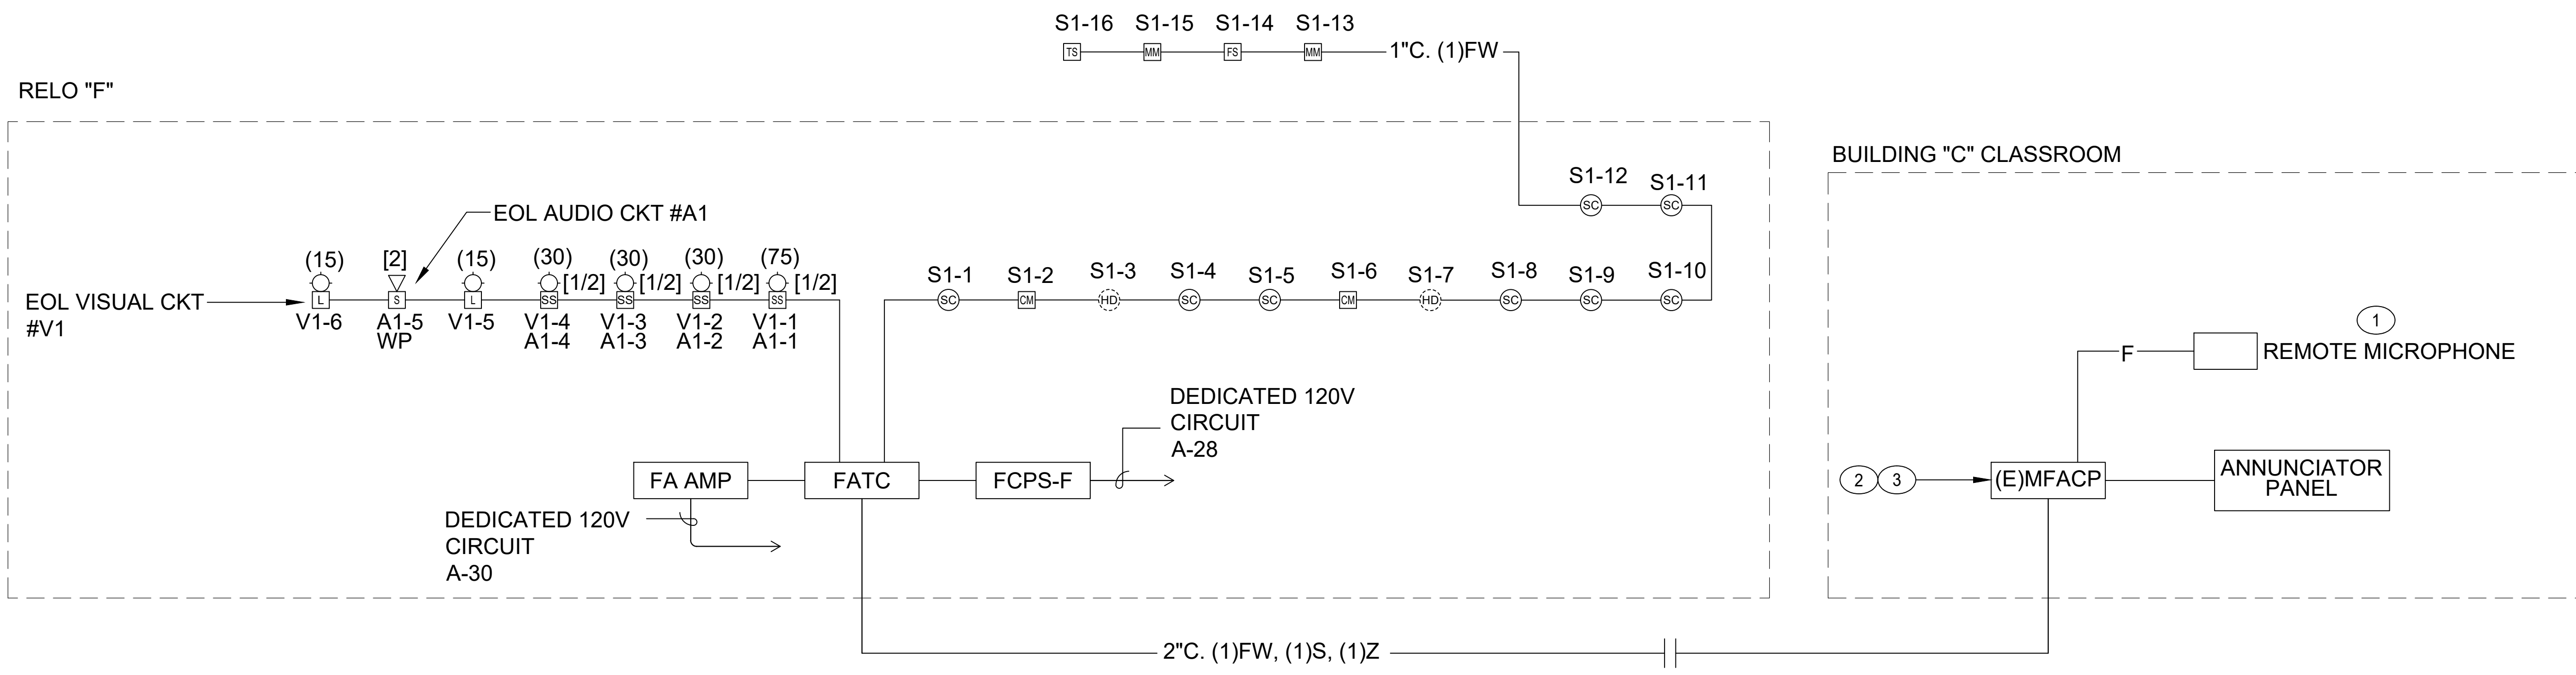 S1-16 S1-15 S1-14 S1-13
TS MM FS MM 1"C. (1)FW
RELO "F"
BUILDING "C" CLASSROOM
S1-12 S1-11
SC SC
EOL AUDIO CKT #A1
(15) [2] (15) (30) (30) (30) (75)
[1/2] [1/2] [1/2] [1/2]
S1-1 S1-2 S1-3 S1-4 S1-5 S1-6 S1-7 S1-8 S1-9 S1-10
EOL VISUAL CKT
#V1
L S L SS SS SS SS
SC CM HD SC SC CM HD SC SC SC
V1-6 A1-5 V1-5 V1-4 V1-3 V1-2 V1-1
WP A1-4 A1-3 A1-2 A1-1
1
F REMOTE MICROPHONE
DEDICATED 120V
CIRCUIT
A-28
FA AMP FATC FCPS-F
2 3 (E)MFACP
ANNUNCIATOR
PANEL
DEDICATED 120V
CIRCUIT
A-30
2"C. (1)FW, (1)S, (1)Z